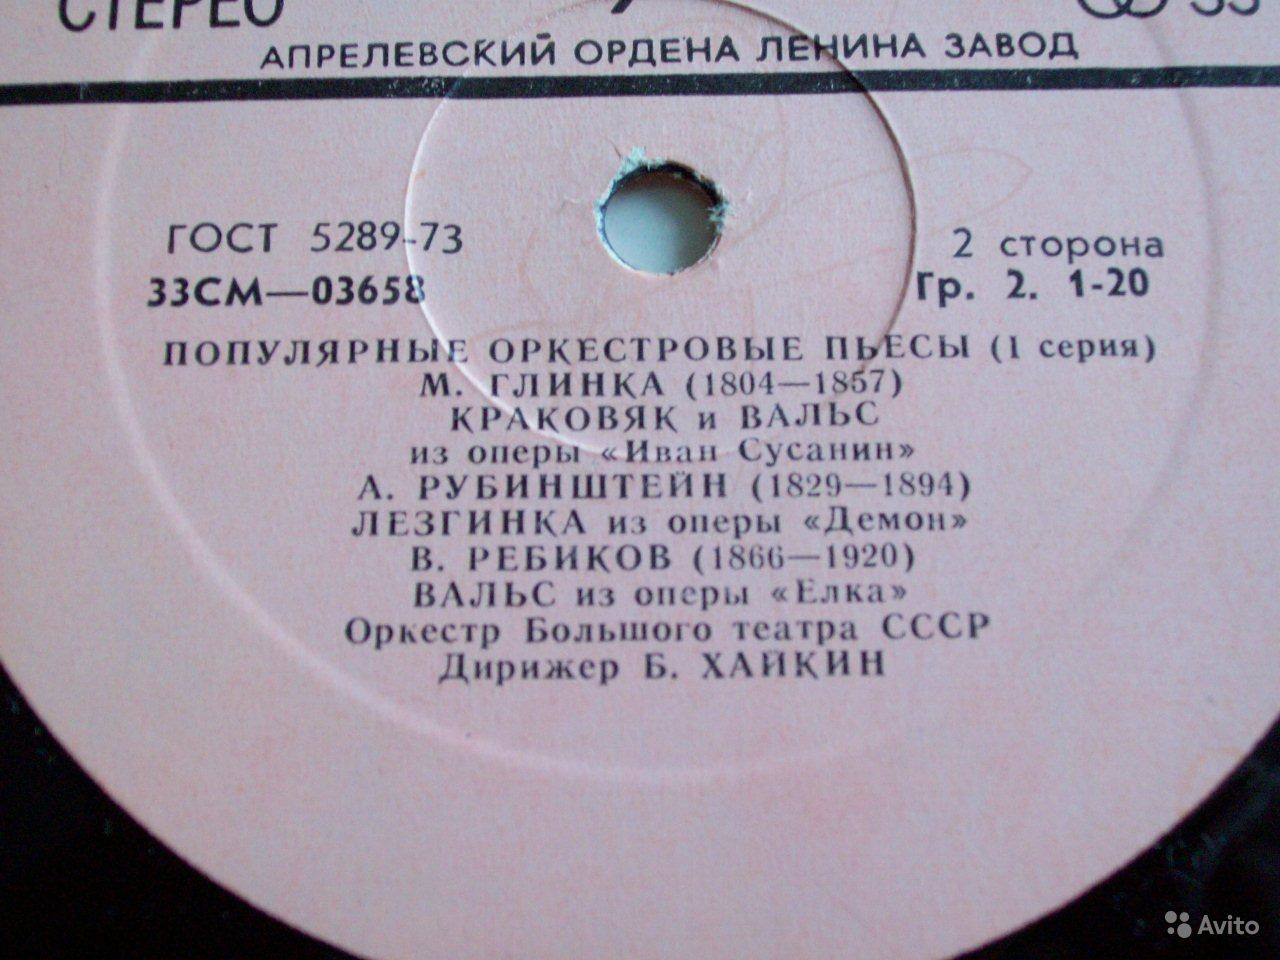 СТЕРЕО 33
АПРЕЛЕВСКИЙ ОРДЕНА ЛЕНИНА ЗАВОД
ГОСТ 5289-73 2 сторона
33СМ—03658 Гр. 2. 1-20
ПОПУЛЯРНЫЕ ОРКЕСТРОВЫЕ ПЬЕСЫ (1 серия)
М. ГЛИНКА (1804—1857)
КРАКОВЯК и ВАЛЬС
из оперы «Иван Сусанин»
А. РУБИНШТЕЙН (1829—1894)
ЛЕЗГИНКА из оперы «Демон»
В. РЕБИКОВ (1866—1920)
ВАЛЬС из оперы «Елка»
Оркестр Большого театра СССР
Дирижер Б. ХАЙКИН
Avito